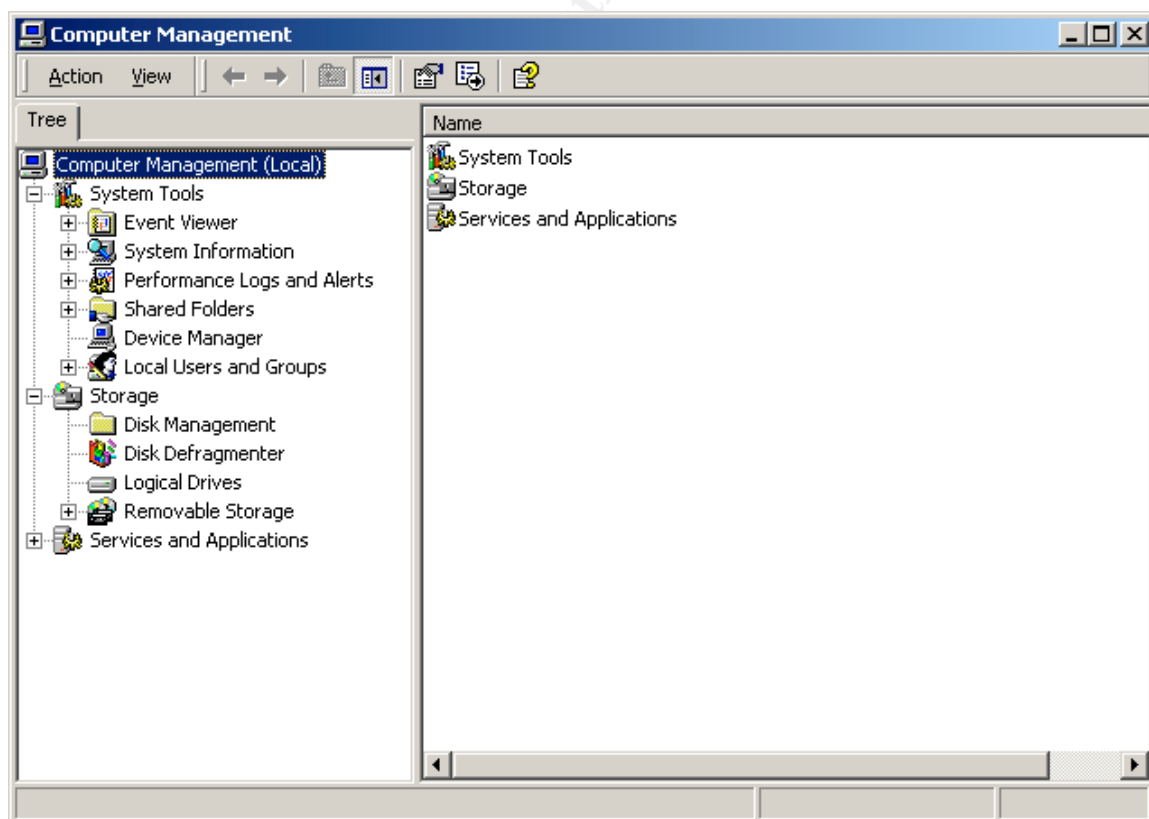 Computer Management
Action View
Tree
Name
Computer Management (Local)
System Tools
Event Viewer
System Information
Performance Logs and Alerts
Shared Folders
Device Manager
Local Users and Groups
Storage
Disk Management
Disk Defragmenter
Logical Drives
Removable Storage
Services and Applications
System Tools
Storage
Services and Applications